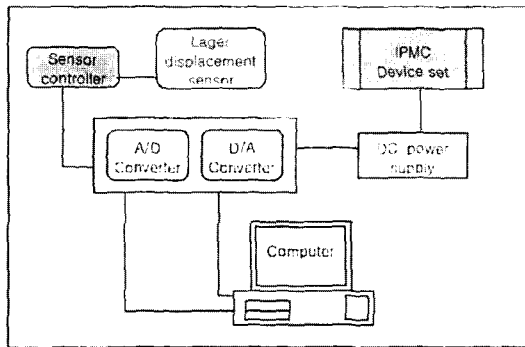 Sensor
controller
Lager
displacement
sensor
IPMC
Device set
A/D
Converter
D/A
Converter
DC power
supply
Computer